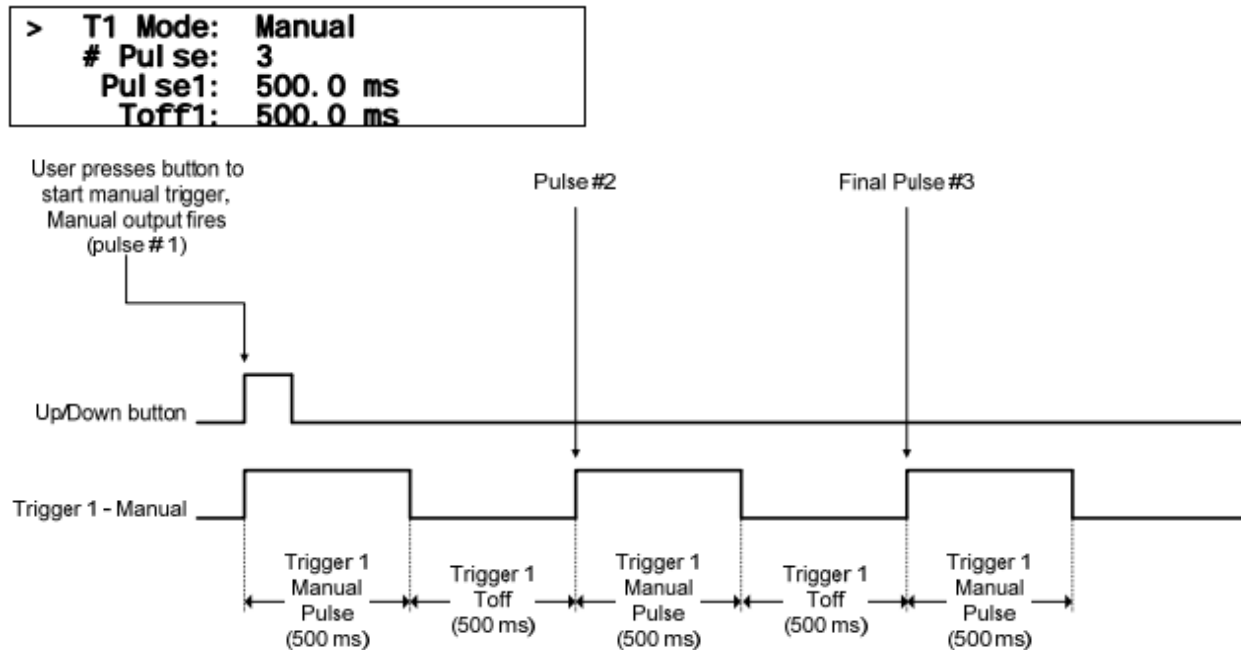 > T1 Mode: Manual
# Pulse: 3
Pulse1: 500.0 ms
Toff1: 500.0 ms
User presses button to
start manual trigger,
Manual output fires
(pulse # 1)
Pulse #2
Final Pulse #3
Up/Down button
Trigger 1 - Manual
Trigger 1
Manual
Pulse
(500 ms)
Trigger 1
Toff
(500 ms)
Trigger 1
Manual
Pulse
(500 ms)
Trigger 1
Toff
(500 ms)
Trigger 1
Manual
Pulse
(500 ms)